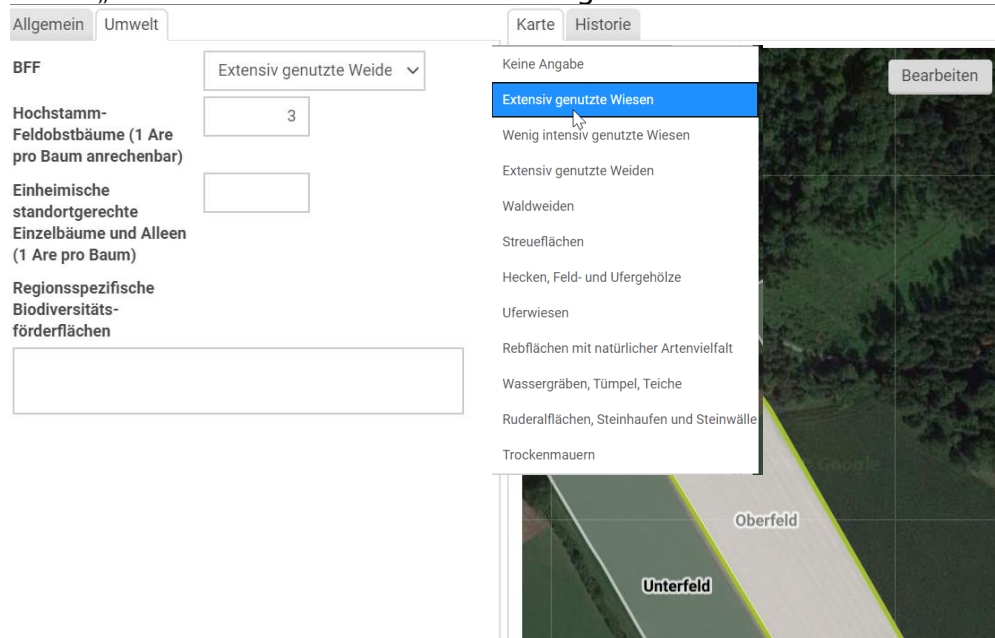 Allgemein Umwelt
BFF
Extensiv genutzte Weide
Hochstamm-
Feldobstbäume (1 Are
pro Baum anrechenbar)
3
Einheimische
standortgerechte
Einzelbäume und Alleen
(1 Are pro Baum)
Regionsspezifische
Biodiversitäts-
förderflächen
Karte Historie
Keine Angabe
Extensiv genutzte Wiesen
Wenig intensiv genutzte Wiesen
Extensiv genutzte Weiden
Waldweiden
Streueflächen
Hecken, Feld- und Ufergehölze
Uferwiesen
Rebflächen mit natürlicher Artenvielfalt
Wassergräben, Tümpel, Teiche
Ruderalflächen, Steinhaufen und Steinwälle
Trockenmauern
Bearbeiten
Google
Oberfeld
Unterfeld